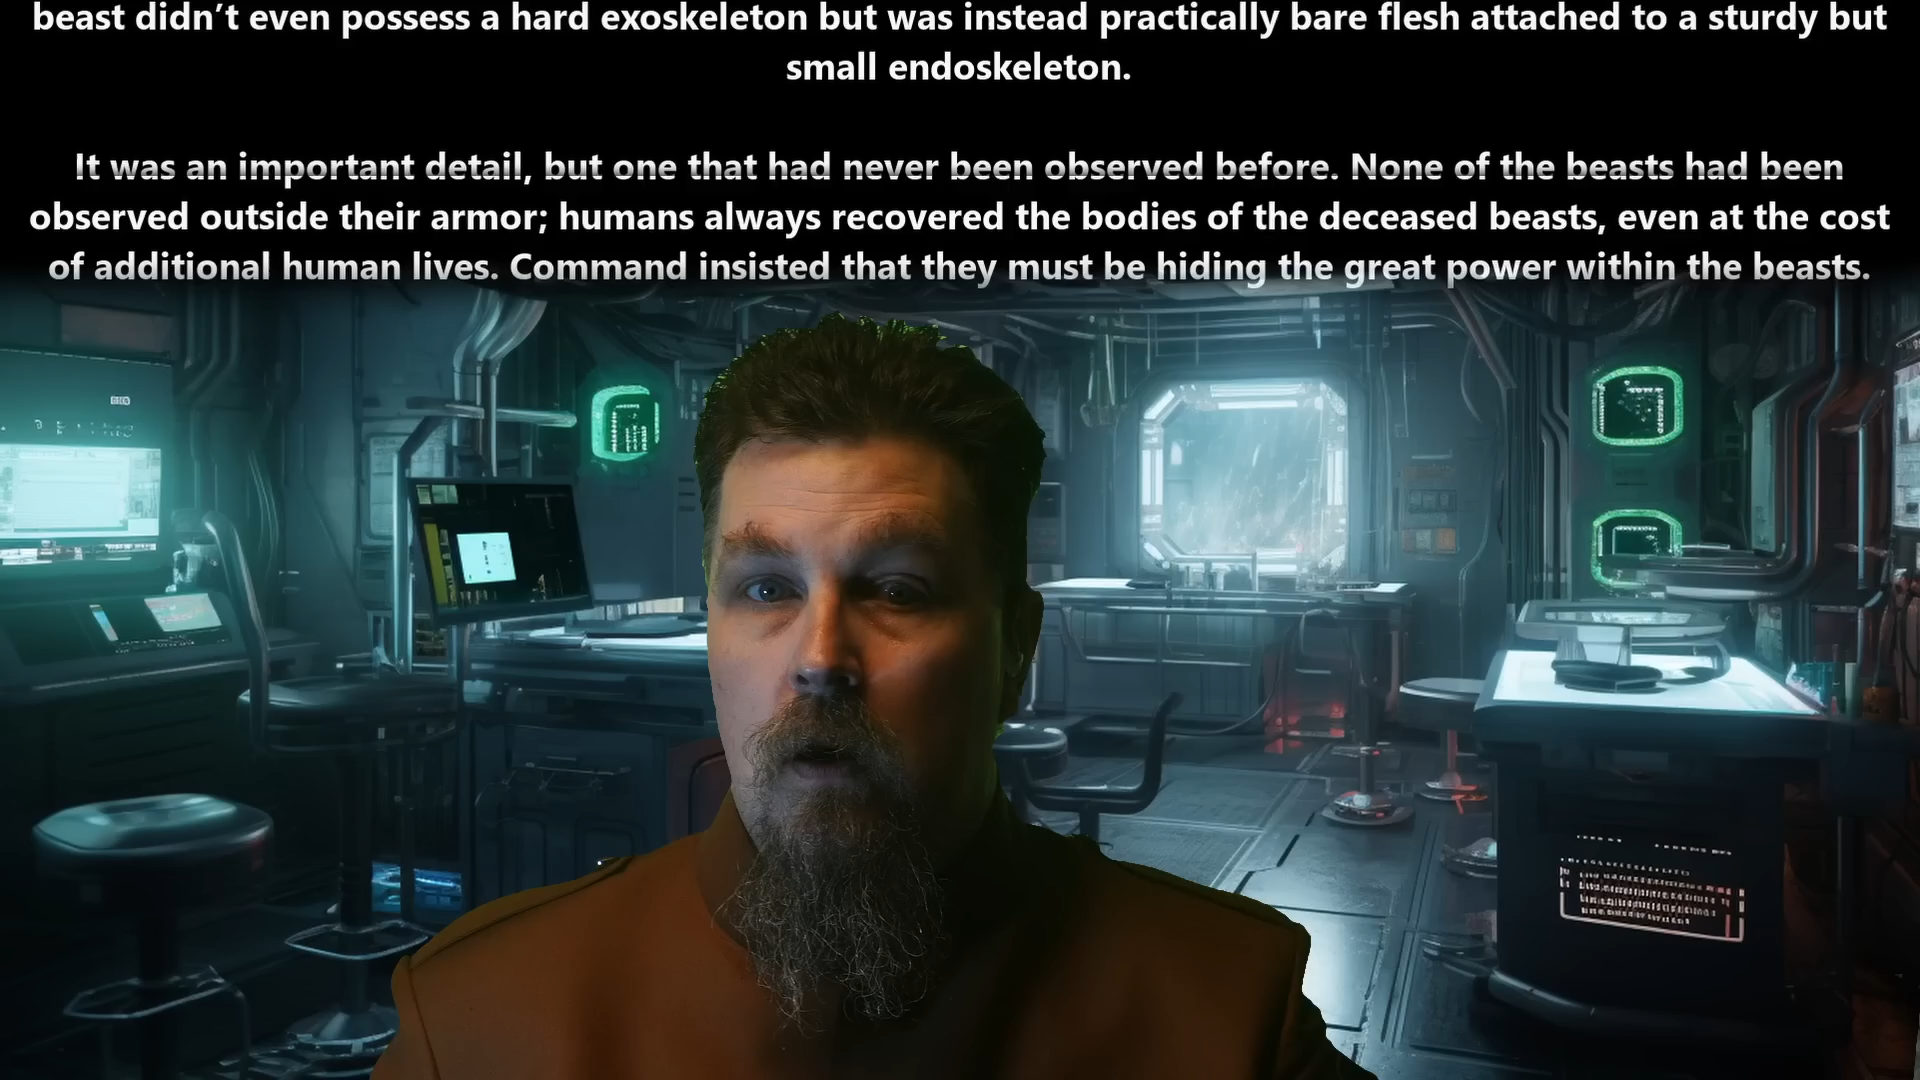 beast didn’t even possess a hard exoskeleton but was instead practically bare flesh attached to a sturdy but
small endoskeleton.
It was an important detail, but one that had never been observed before. None of the beasts had been
observed outside their armor; humans always recovered the bodies of the deceased beasts, even at the cost
of additional human lives. Command insisted that they must be hiding the great power within the beasts.